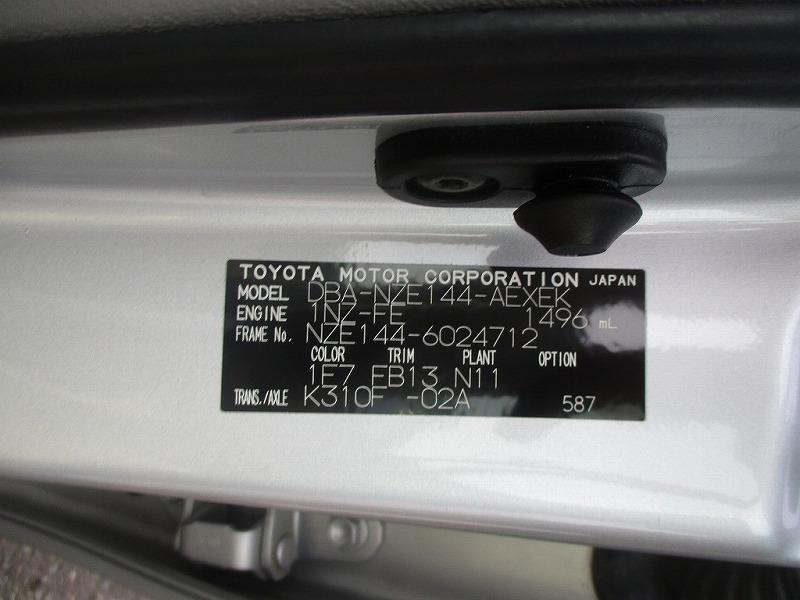 TOYOTA MOTOR CORPORATION JAPAN
MODEL DBA-NZE144-AEXEK
ENGINE 1NZ-FE 1496 mL
FRAME No. NZE144-6024712
COLOR TRIM PLANT OPTION
1E7 FB13 N11
TRANS./AXLE K310F -02A 587